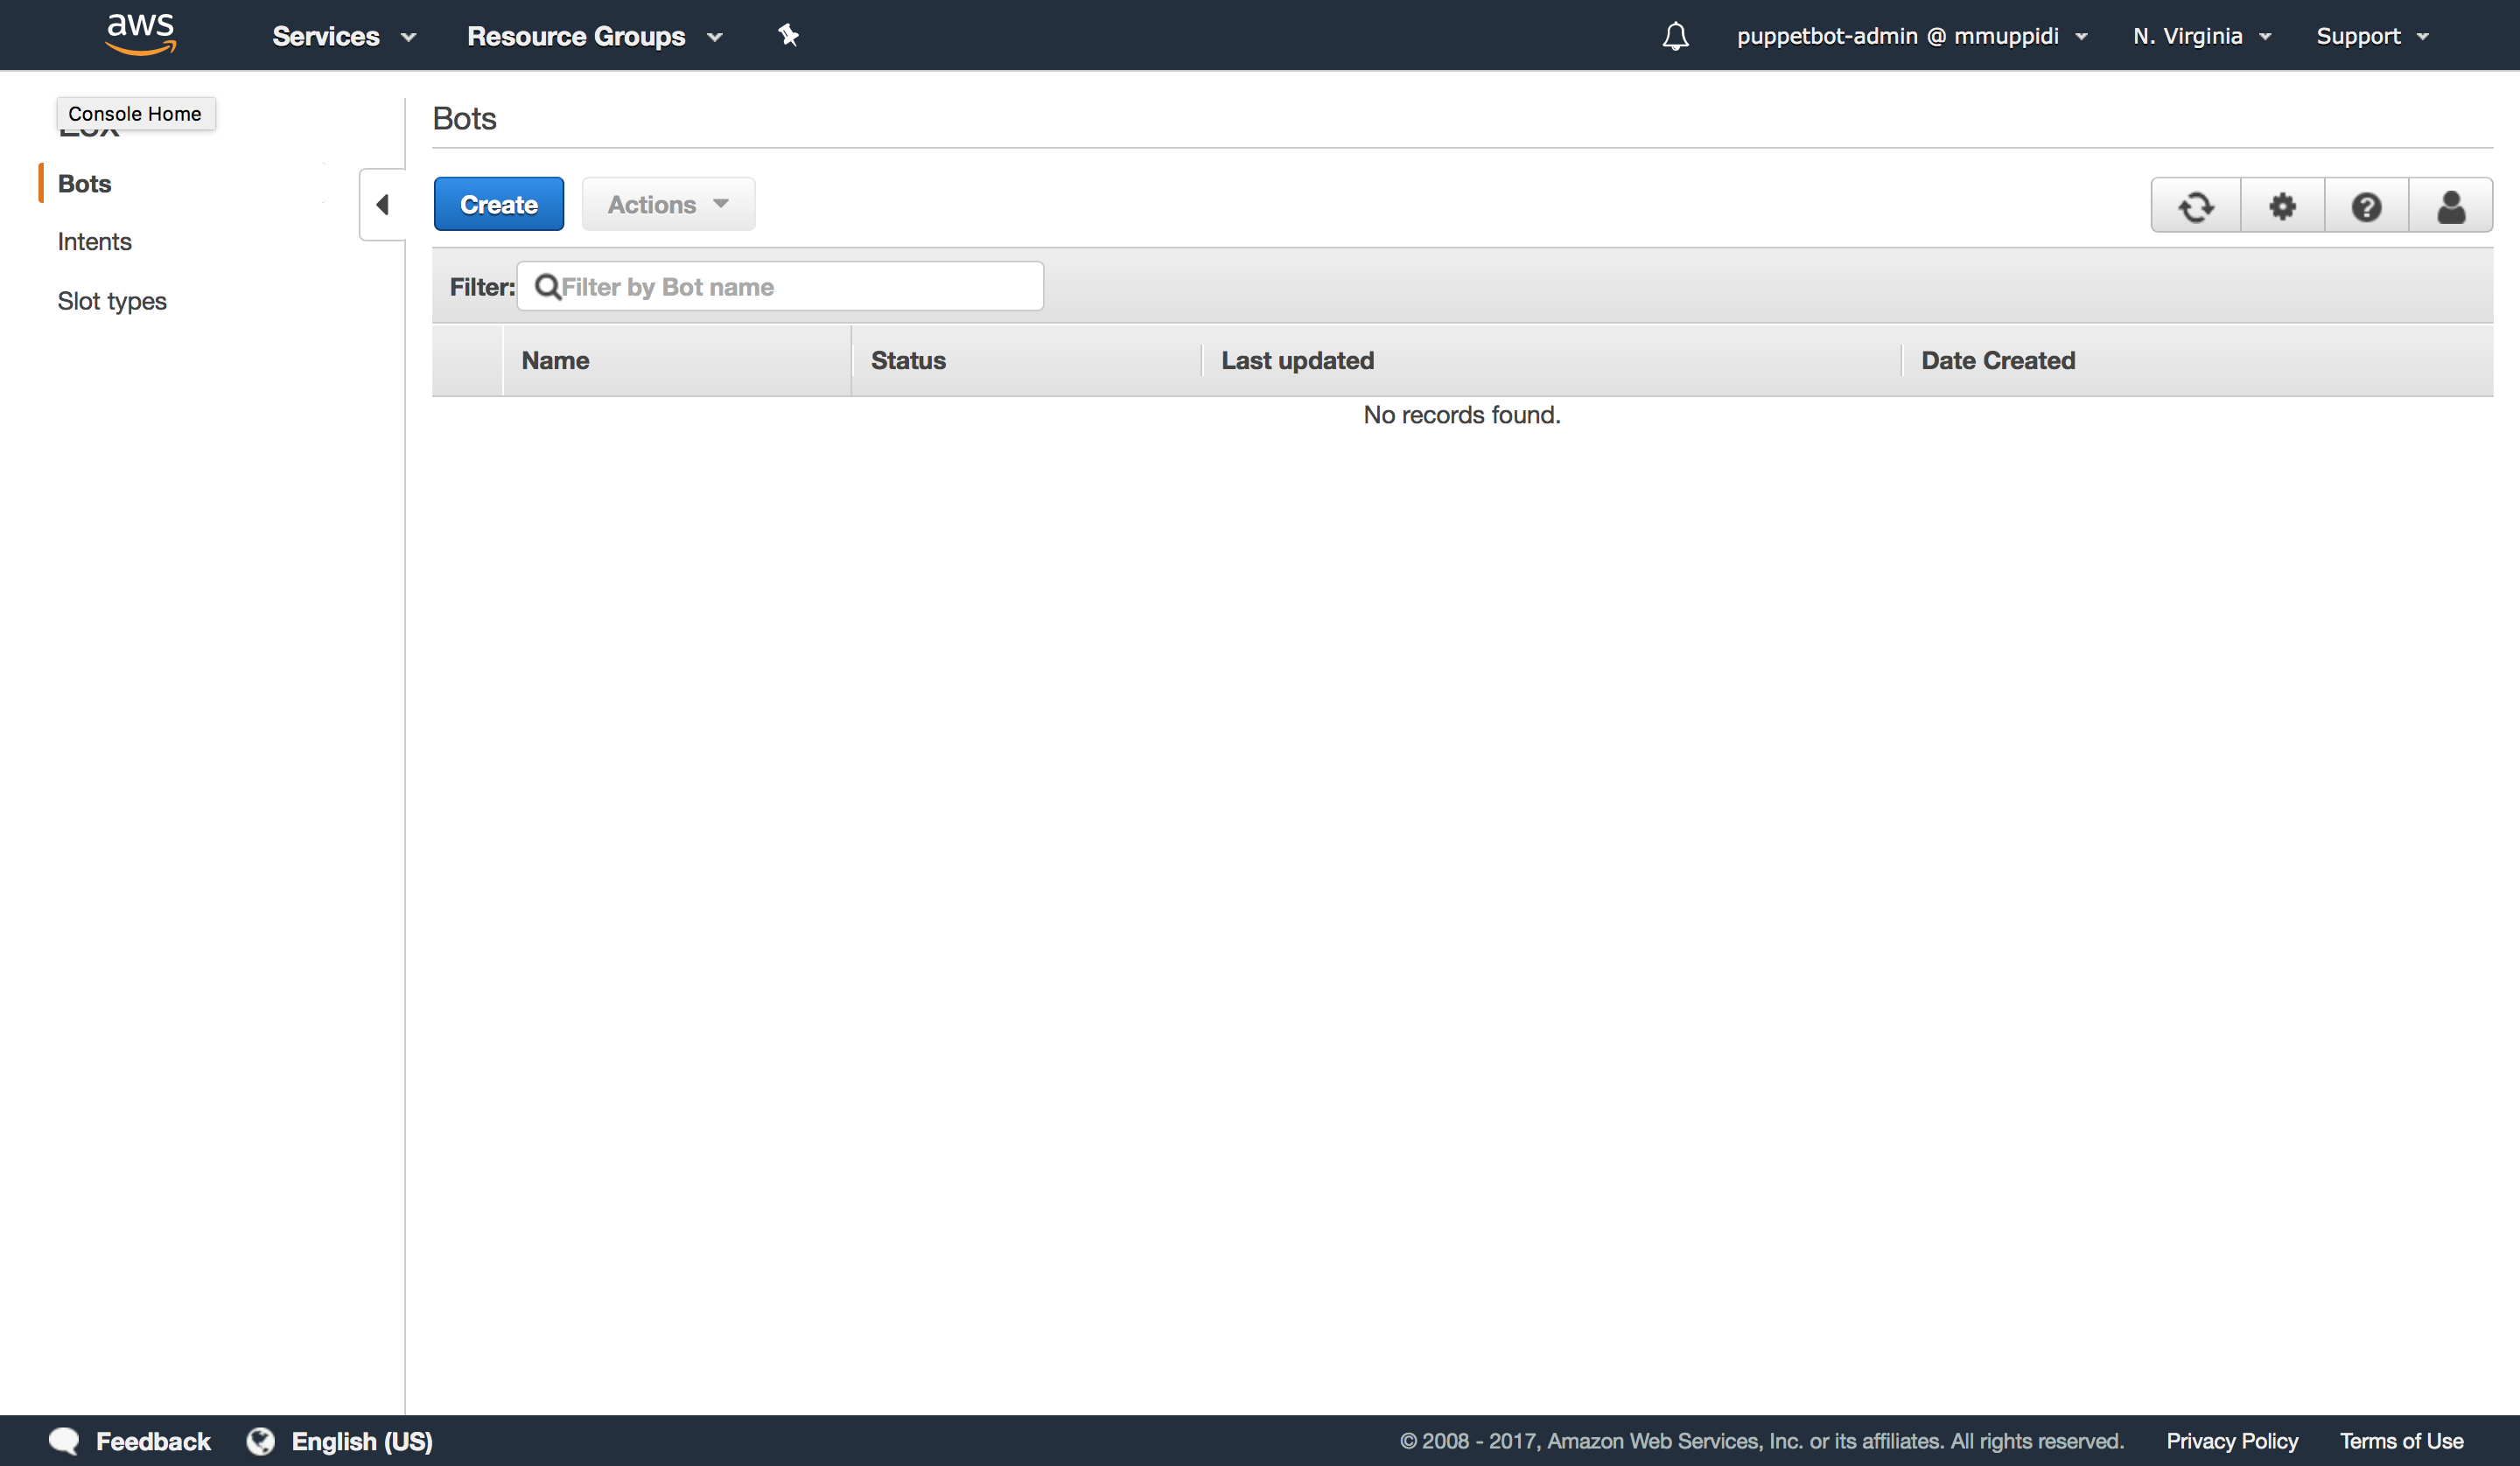 aws Services Resource Groups puppetbot-admin @ mmuppidi N. Virginia Support
Console Home
Bots
Intents
Slot types
Bots
Create Actions
Filter: Filter by Bot name
Name Status Last updated Date Created
No records found.
Feedback English (US) © 2008 - 2017, Amazon Web Services, Inc. or its affiliates. All rights reserved. Privacy Policy Terms of Use